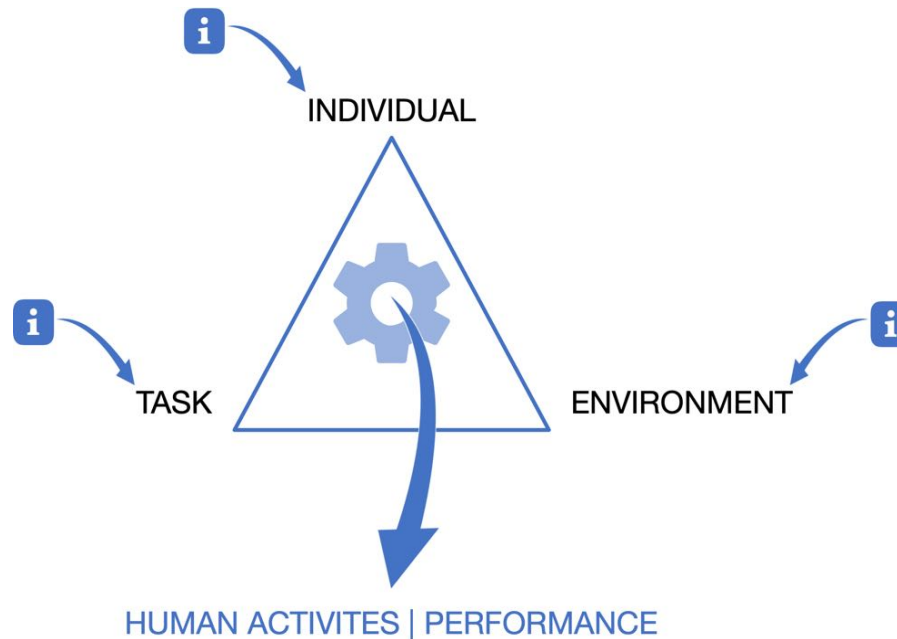 i
INDIVIDUAL
i
i
TASK
ENVIRONMENT
HUMAN ACTIVITES | PERFORMANCE